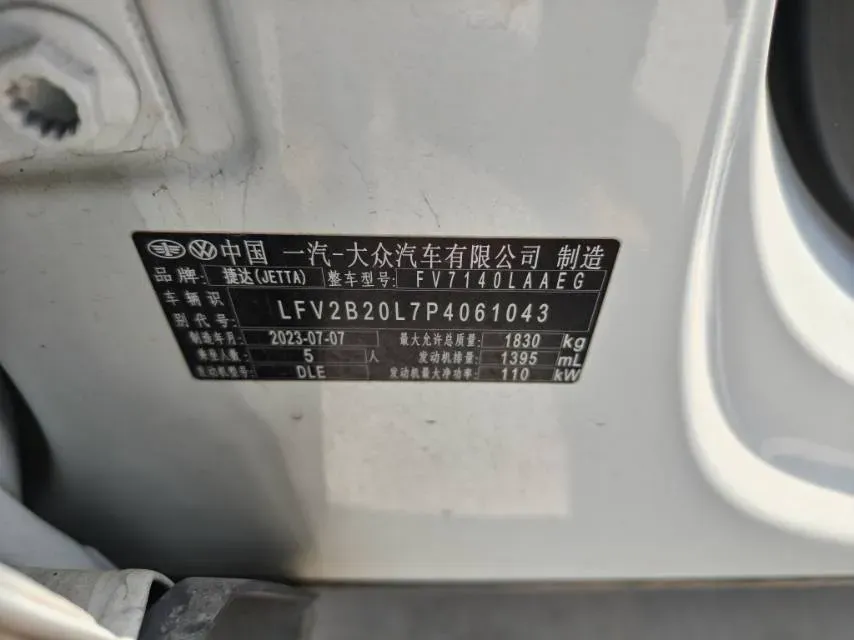 中国 一汽-大众汽车有限公司 制造
品牌: 捷达(JETTA) 整车型号: FV7140LAAEG
车辆识别代号: LFV2B20L7P4061043
制造年月: 2023-07-07 最大允许总质量: 1830 kg
乘坐人数: 5 人 发动机排量: 1395 mL
发动机型号: DLE 发动机最大净功率: 110 kW